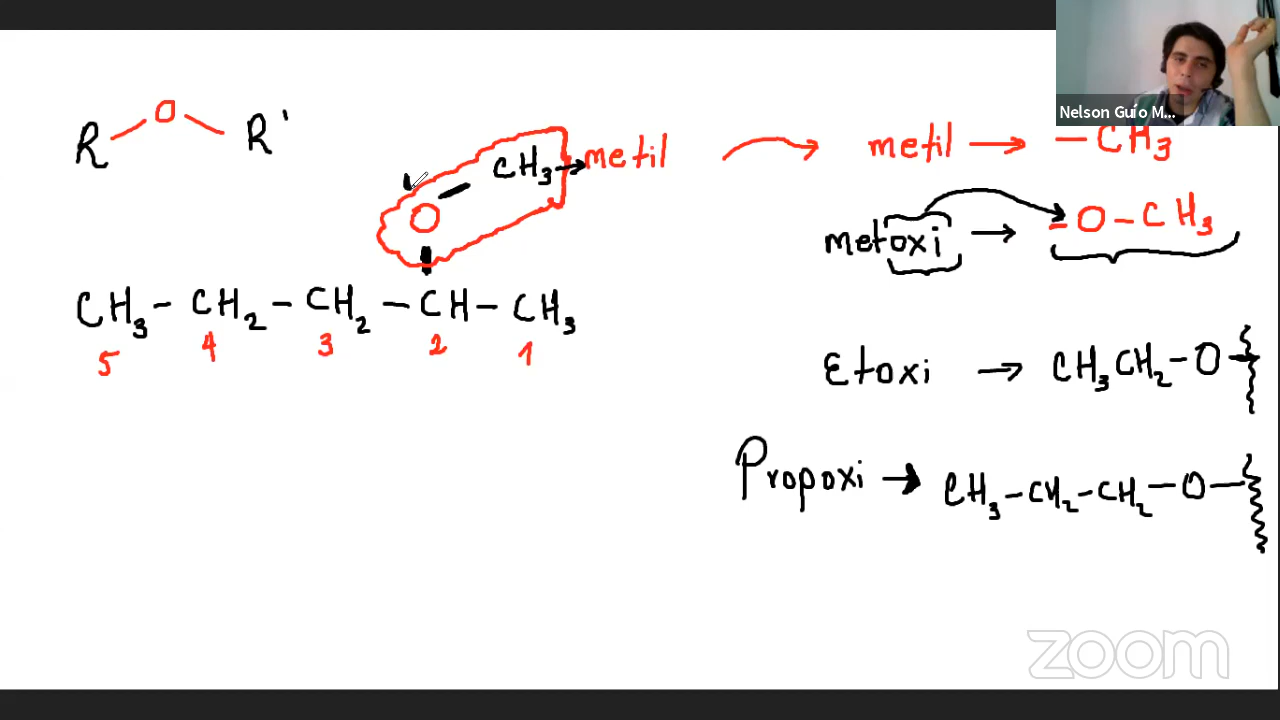 Nelson Guío M...
R-O-R'
CH3 → metil
metil → -CH3
O
metoxi → -O-CH3
CH3-CH2-CH2-CH-CH3
5 4 3 2 1
Etoxi → CH3CH2-O-
Propoxi → CH3-CH2-CH2-O-
zoom